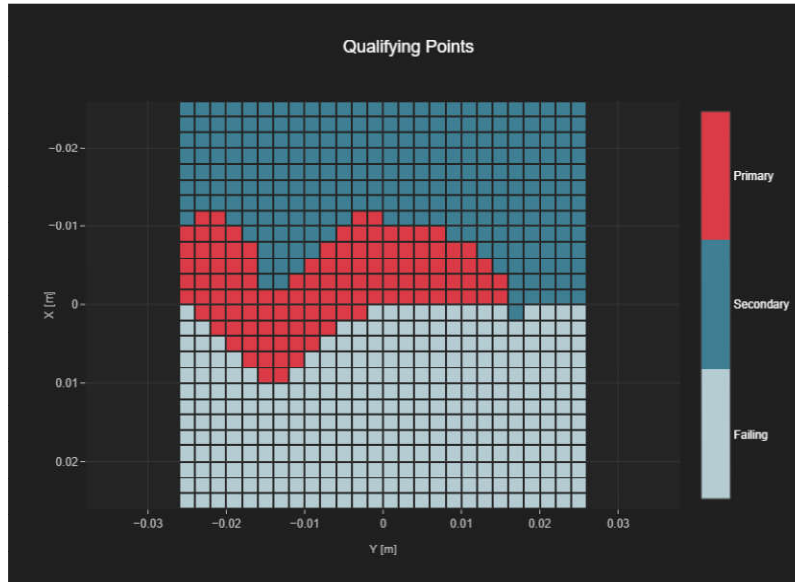 Qualifying Points
Primary
Secondary
Failing
−0.02
−0.01
0
0.01
0.02
X [m]
−0.03
−0.02
−0.01
0
0.01
0.02
0.03
Y [m]